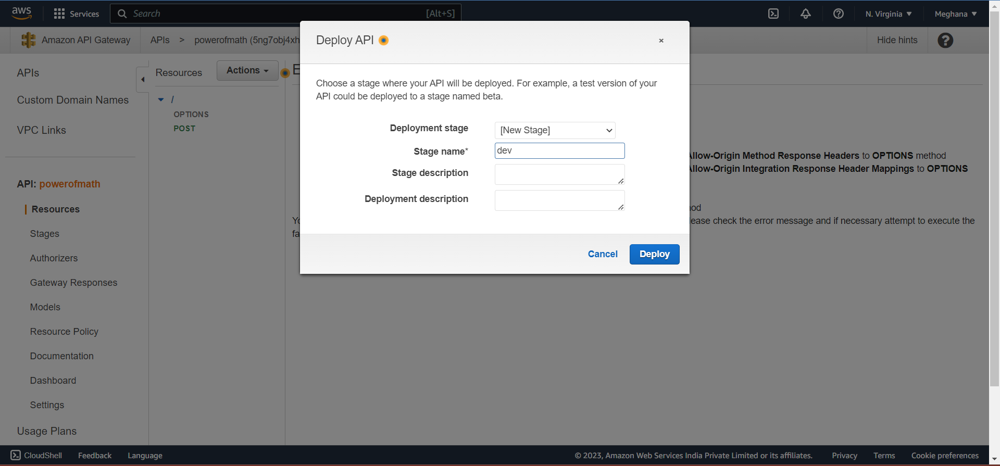 aws
Services
Search
[Alt+S]
N. Virginia
Meghana
Amazon API Gateway
APIs > powerofmath (5ng7obj4xh
Hide hints
APIs
Custom Domain Names
VPC Links
API: powerofmath
Resources
Stages
Authorizers
Gateway Responses
Models
Resource Policy
Documentation
Dashboard
Settings
Usage Plans
Resources
Actions
/
OPTIONS
POST
Deploy API
×
Choose a stage where your API will be deployed. For example, a test version of your
API could be deployed to a stage named beta.
Deployment stage
[New Stage]
Stage name*
dev
Stage description
Deployment description
Cancel
Deploy
Allow-Origin Method Response Headers to OPTIONS method
Allow-Origin Integration Response Header Mappings to OPTIONS
ease check the error message and if necessary attempt to execute the
CloudShell
Feedback
Language
© 2023, Amazon Web Services India Private Limited or its affiliates.
Privacy
Terms
Cookie preferences